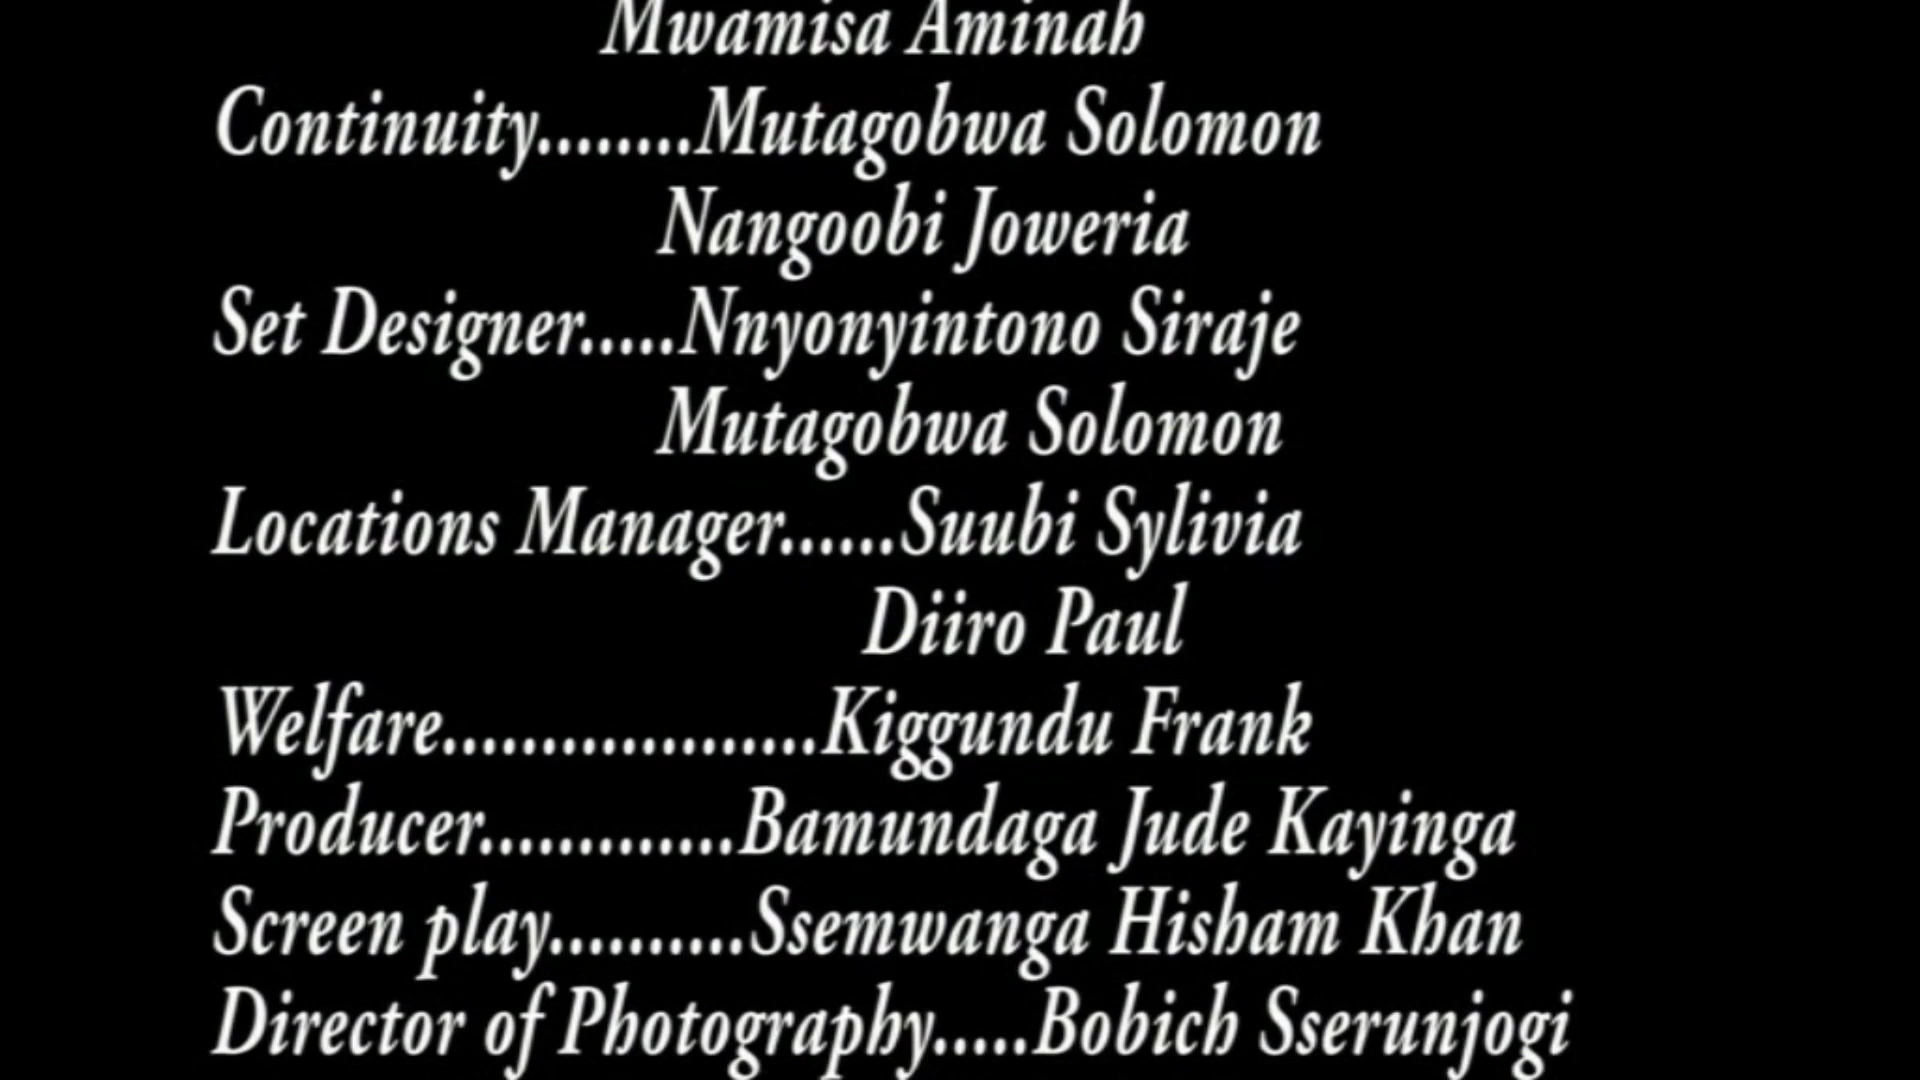 Mwamisa Aminah
Continuity........Mutagobwa Solomon
Nangoobi Joweria
Set Designer.....Nnyonyintono Siraje
Mutagobwa Solomon
Locations Manager......Suubi Sylivia
Diiro Paul
Welfare...................Kiggundu Frank
Producer.............Bamundaga Jude Kayinga
Screen play..........Ssemwanga Hisham Khan
Director of Photography.....Bobich Sserunjogi